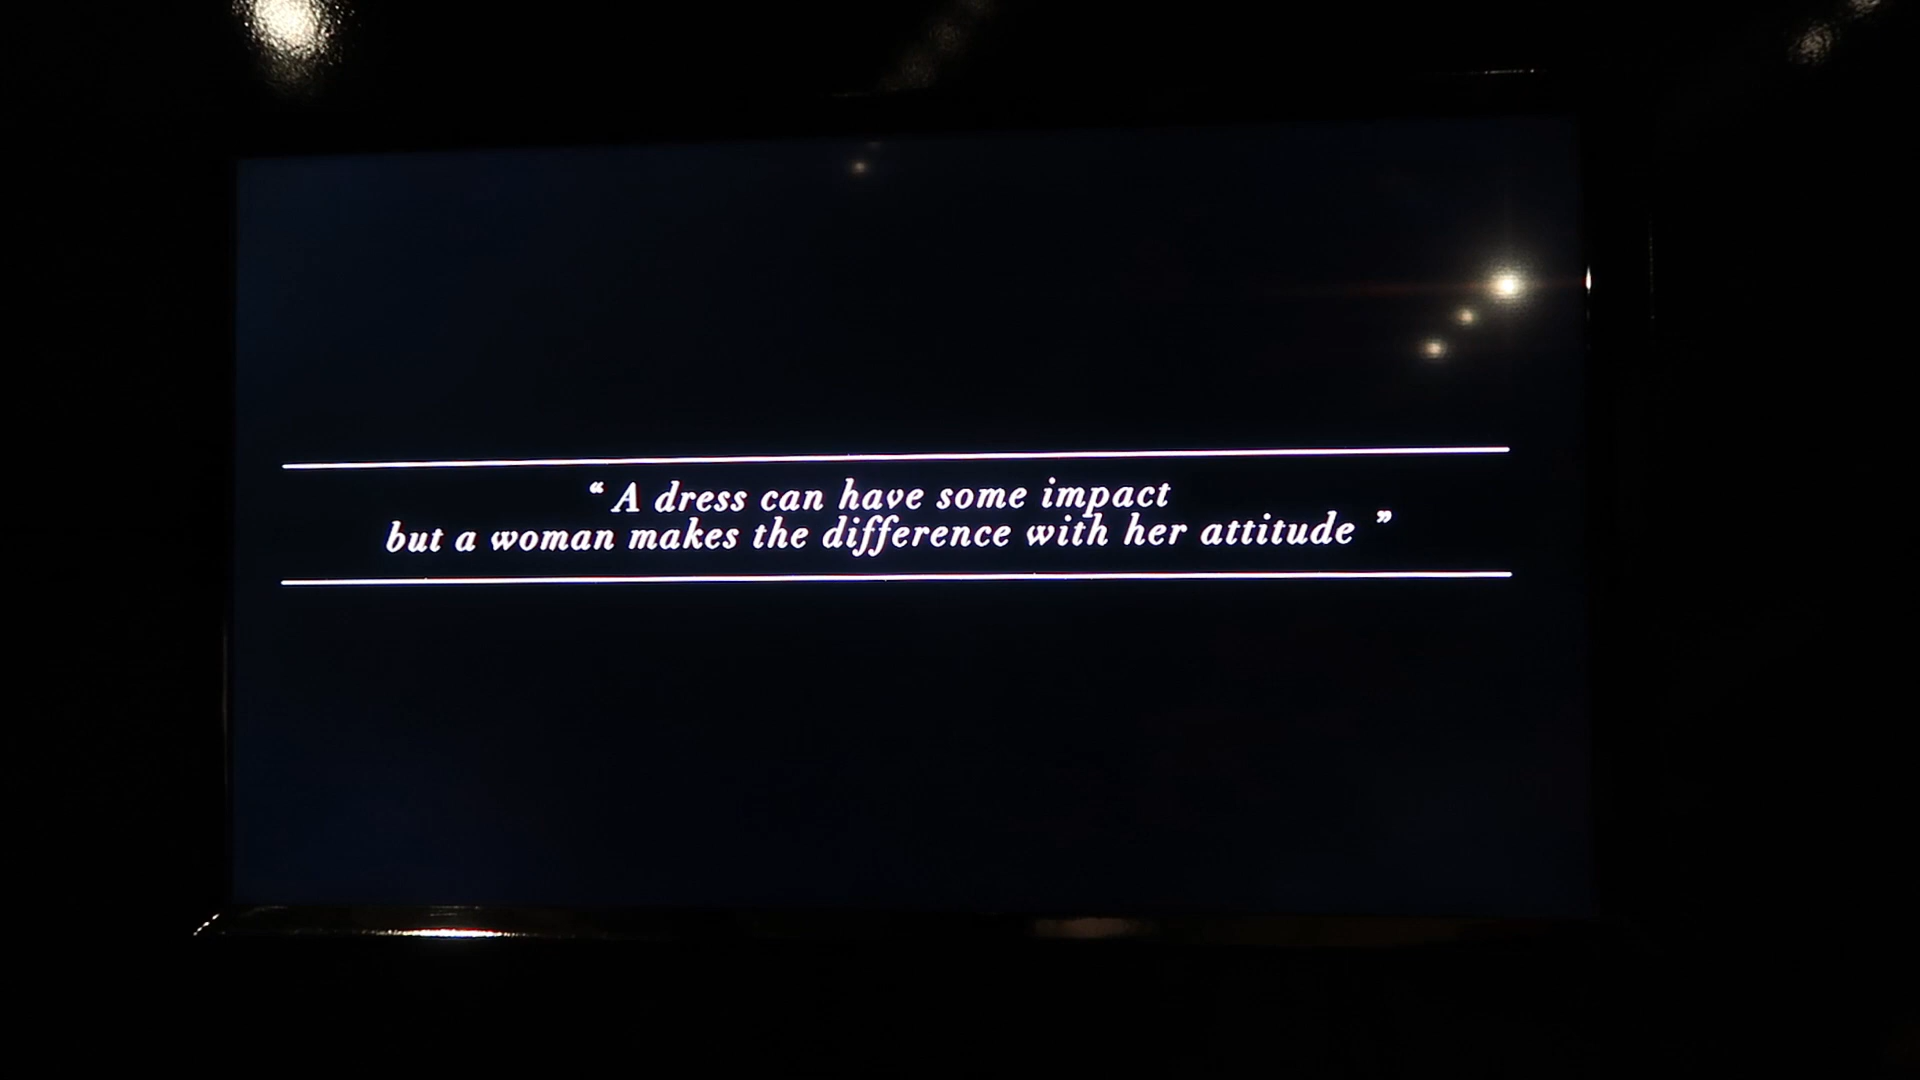 “ A dress can have some impact
but a woman makes the difference with her attitude ”